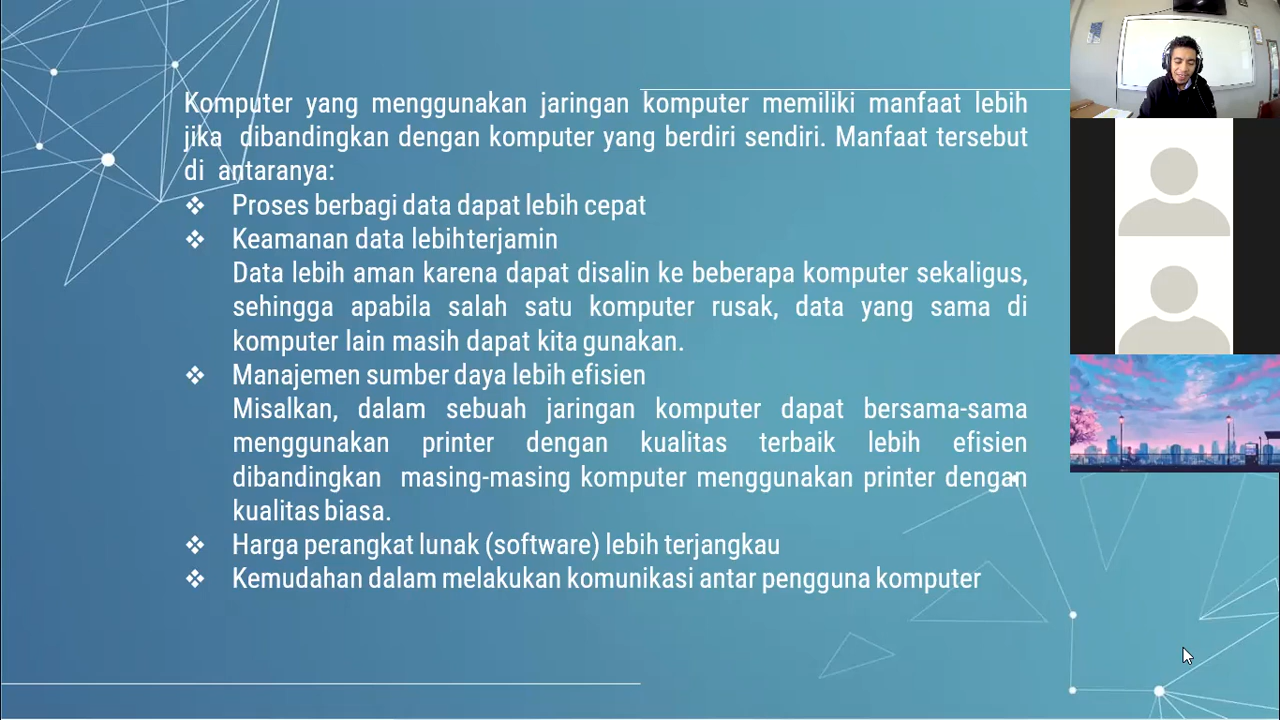 Komputer yang menggunakan jaringan komputer memiliki manfaat lebih
jika dibandingkan dengan komputer yang berdiri sendiri. Manfaat tersebut
di antaranya:
❖ Proses berbagi data dapat lebih cepat
❖ Keamanan data lebihterjamin
Data lebih aman karena dapat disalin ke beberapa komputer sekaligus,
sehingga apabila salah satu komputer rusak, data yang sama di
komputer lain masih dapat kita gunakan.
❖ Manajemen sumber daya lebih efisien
Misalkan, dalam sebuah jaringan komputer dapat bersama-sama
menggunakan printer dengan kualitas terbaik lebih efisien
dibandingkan masing-masing komputer menggunakan printer dengan
kualitas biasa.
❖ Harga perangkat lunak (software) lebih terjangkau
❖ Kemudahan dalam melakukan komunikasi antar pengguna komputer